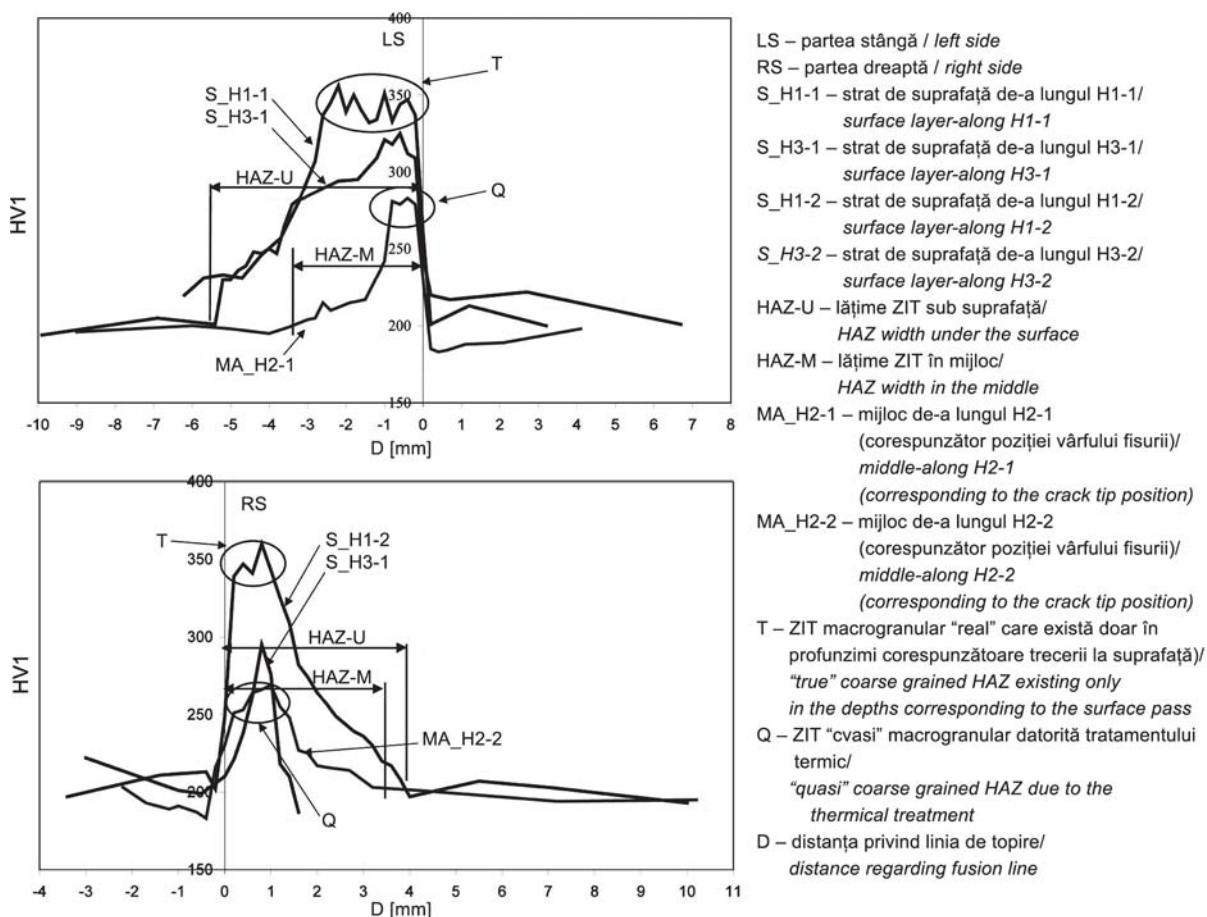 400
LS
T
350
S_H1-1
S_H3-1
300
HAZ-U
Q
HV1
250
HAZ-M
200
MA_H2-1
150
-10 -9 -8 -7 -6 -5 -4 -3 -2 -1 0 1 2 3 4 5 6 7 8
D [mm]
400
RS
T
S_H1-2
S_H3-1
350
300
HAZ-U
HV1
HAZ-M
250
MA_H2-2
200
Q
150
-4 -3 -2 -1 0 1 2 3 4 5 6 7 8 9 10 11
D [mm]
LS – partea stângă / left side
RS – partea dreaptă / right side
S_H1-1 – strat de suprafață de-a lungul H1-1/
surface layer-along H1-1
S_H3-1 – strat de suprafață de-a lungul H3-1/
surface layer-along H3-1
S_H1-2 – strat de suprafață de-a lungul H1-2/
surface layer-along H1-2
S_H3-2 – strat de suprafață de-a lungul H3-2/
surface layer-along H3-2
HAZ-U – lățime ZIT sub suprafață/
HAZ width under the surface
HAZ-M – lățime ZIT în mijloc/
HAZ width in the middle
MA_H2-1 – mijloc de-a lungul H2-1
(corespunzător poziției vârfului fisurii)/
middle-along H2-1
(corresponding to the crack tip position)
MA_H2-2 – mijloc de-a lungul H2-2
(corespunzător poziției vârfului fisurii)/
middle-along H2-2
(corresponding to the crack tip position)
T – ZIT macrogranular “real” care există doar în
profunzimi corespunzătoare trecerii la suprafață)/
“true” coarse grained HAZ existing only
in the depths corresponding to the surface pass
Q – ZIT “cvasi” macrogranular datorită tratamentului
termic/
“quasi” coarse grained HAZ due to the
thermical treatment
D – distanța privind linia de topire/
distance regarding fusion line